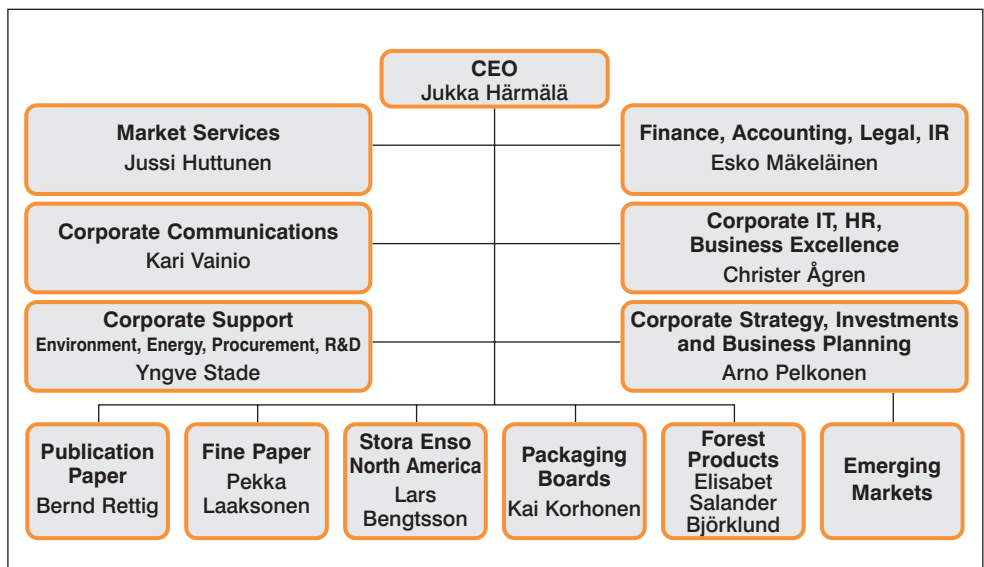 CEO
Jukka Härmälä
Market Services
Jussi Huttunen
Finance, Accounting, Legal, IR
Esko Mäkeläinen
Corporate Communications
Kari Vainio
Corporate IT, HR,
Business Excellence
Christer Ågren
Corporate Support
Environment, Energy, Procurement, R&D
Yngve Stade
Corporate Strategy, Investments
and Business Planning
Arno Pelkonen
Publication
Paper
Bernd Rettig
Fine Paper
Pekka
Laaksonen
Stora Enso
North America
Lars
Bengtsson
Packaging
Boards
Kai Korhonen
Forest
Products
Elisabet
Salander
Björklund
Emerging
Markets